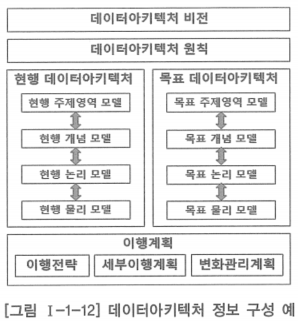 데이터아키텍처 비전
데이터아키텍처 원칙
현행 데이터아키텍처
현행 주제영역 모델
현행 개념 모델
현행 논리 모델
현행 물리 모델
목표 데이터아키텍처
목표 주제영역 모델
목표 개념 모델
목표 논리 모델
목표 물리 모델
이행계획
이행전략 세부이행계획 변화관리계획
[그림 Ⅰ-1-12] 데이터아키텍처 정보 구성 예